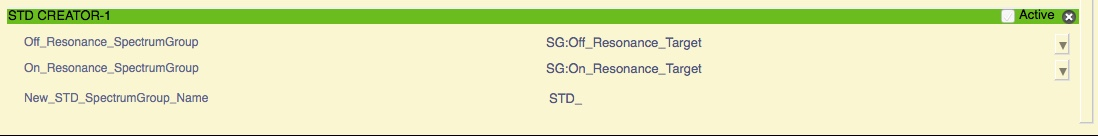 STD CREATOR-1 Active
Off_Resonance_SpectrumGroup SG:Off_Resonance_Target
On_Resonance_SpectrumGroup SG:On_Resonance_Target
New_STD_SpectrumGroup_Name STD_